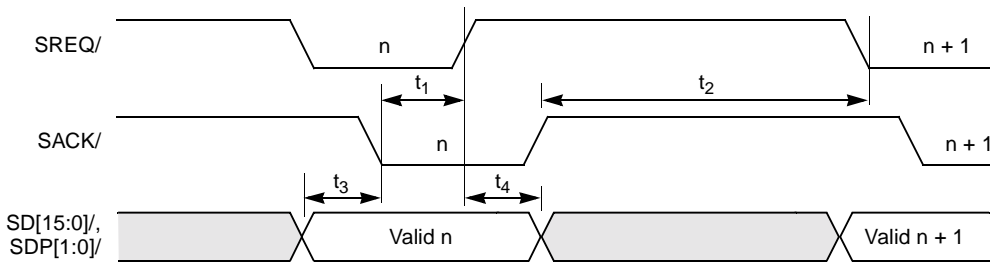 SREQ/
n
n + 1
t1
t2
SACK/
n
n + 1
t3
t4
SD[15:0]/,
SDP[1:0]/
Valid n
Valid n + 1